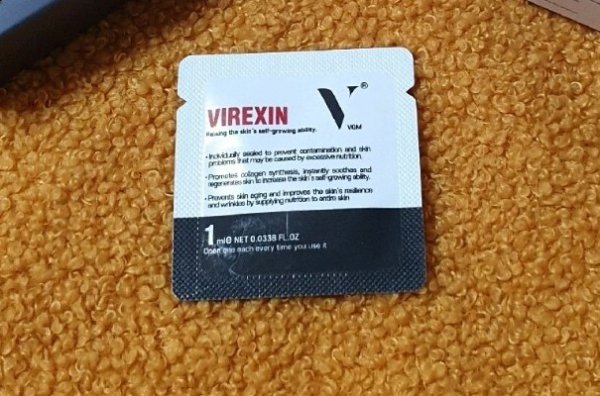 V®
VGM
VIREXIN
the skin's self-growing ability.
•Individually sealed to prevent contamination and skin
problems that may be caused by excessive nutrition.
•Promotes collagen synthesis, instantly soothes and
regenerates skin to increase the skin's self-growing ability.
•Prevents skin aging and improves the skin's resilience
and wrinkles by supplying nutrition to entire skin
1 ml℮ NET 0.0338 FL.OZ
Open one each every time you use it